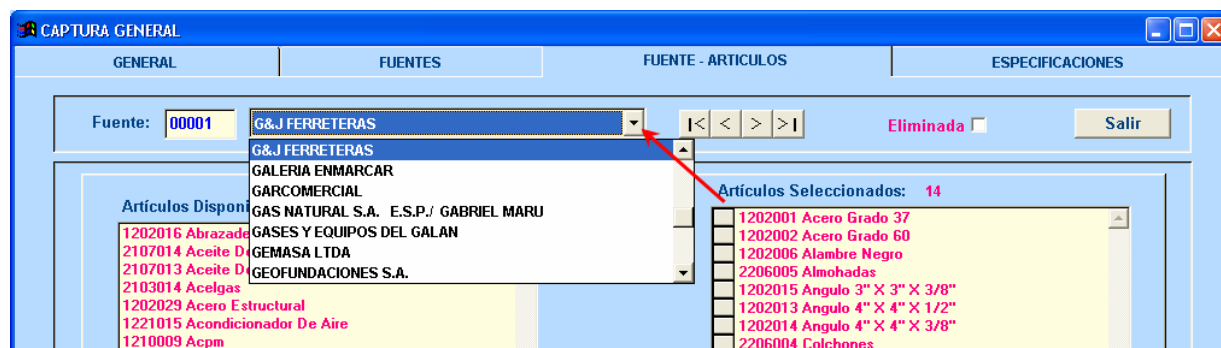 CAPTURA GENERAL
GENERAL
FUENTES
FUENTE - ARTICULOS
ESPECIFICACIONES
Fuente: 00001 G&J FERRETERAS |< < > >| Eliminada Salir
G&J FERRETERAS
GALERIA ENMARCAR
GARCOMERCIAL
GAS NATURAL S.A. E.S.P./ GABRIEL MARU
GASES Y EQUIPOS DEL GALAN
GEMASA LTDA
GEOFUNDACIONES S.A.
Artículos Disponi
1202016 Abrazade
2107014 Aceite D
2107013 Aceite D
2103014 Acelgas
1202029 Acero Estructural
1221015 Acondicionador De Aire
1210009 Acpm
Artículos Seleccionados: 14
1202001 Acero Grado 37
1202002 Acero Grado 60
1202006 Alambre Negro
2206005 Almohadas
1202015 Angulo 3" X 3" X 3/8"
1202013 Angulo 4" X 4" X 1/2"
1202014 Angulo 4" X 4" X 3/8"
2206004 Colchones